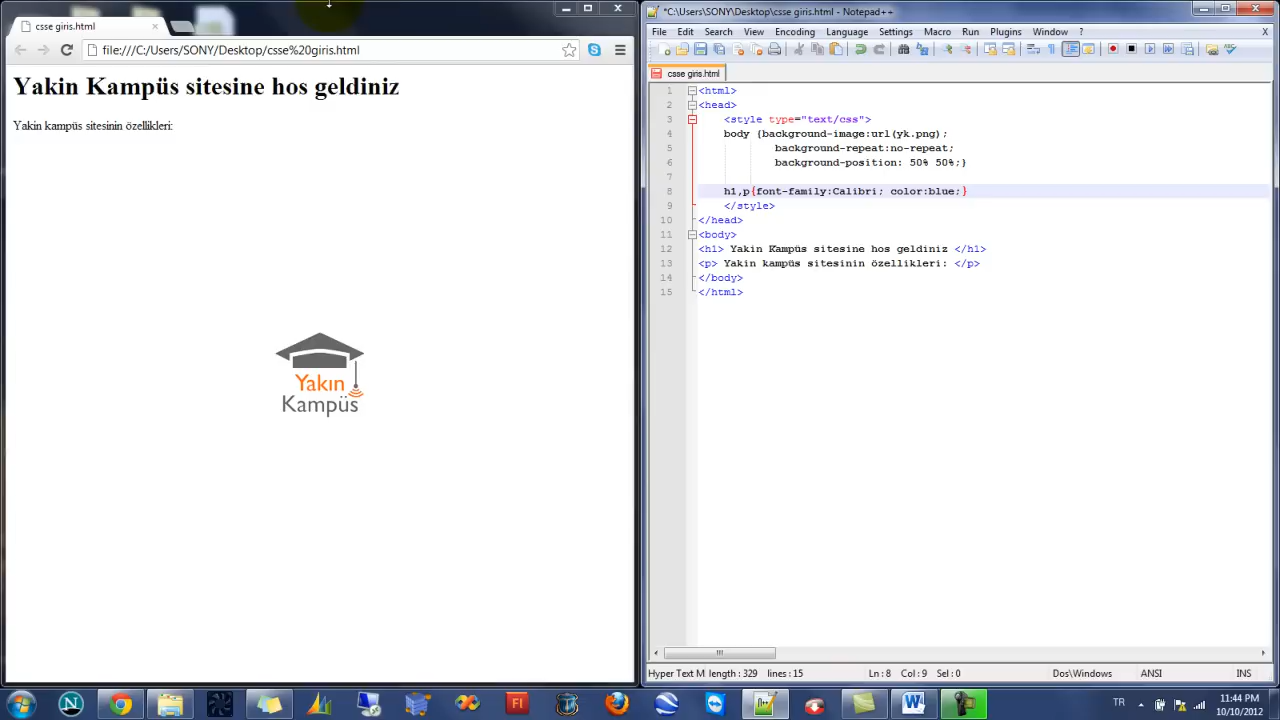 csse giris.html
file:///C:/Users/SONY/Desktop/csse%20giris.html
Yakin Kampüs sitesine hos geldiniz
Yakin kampüs sitesinin özellikleri:
Yakın
Kampüs
*C:\Users\SONY\Desktop\csse giris.html - Notepad++
File Edit Search View Encoding Language Settings Macro Run Plugins Window ? X
csse giris.html
1 <html>
2 <head>
3 <style type="text/css">
4 body {background-image:url(yk.png);
5 background-repeat:no-repeat;
6 background-position: 50% 50%;}
7
8 h1,p{font-family:Calibri; color:blue;}
9 </style>
10 </head>
11 <body>
12 <h1> Yakin Kampüs sitesine hos geldiniz </h1>
13 <p> Yakin kampüs sitesinin özellikleri: </p>
14 </body>
15 </html>
Hyper Text M length : 329 lines : 15 Ln : 8 Col : 9 Sel : 0 Dos\Windows ANSI INS
TR 11:44 PM
10/10/2012